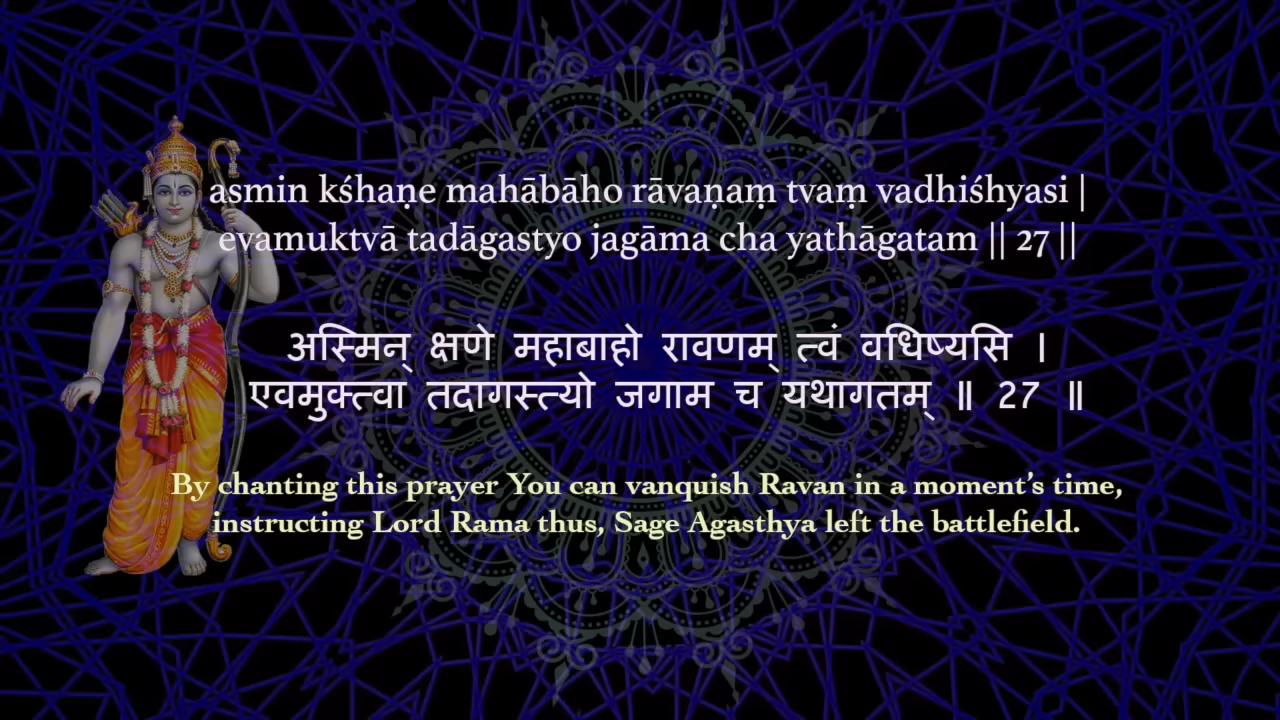 asmin kśhaṇe mahābāho rāvaṇaṃ tvaṃ vadhiśhyasi |
evamuktvā tadāgastyo jagāma cha yathāgatam || 27 ||
अस्मिन् क्षणे महाबाहो रावणम् त्वं वधिष्यसि ।
एवमुक्त्वा तदागस्त्यो जगाम च यथागतम् ॥ 27 ॥
By chanting this prayer You can vanquish Ravan in a moment’s time,
instructing Lord Rama thus, Sage Agasthya left the battlefield.